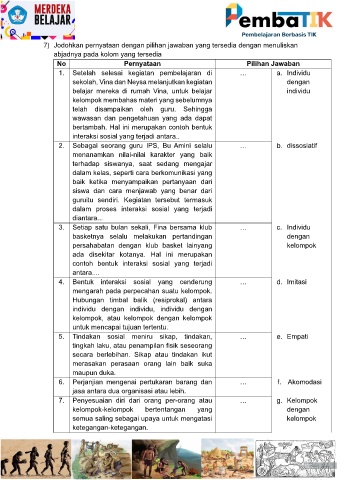 MERDEKA
BELAJAR
PembaTIK
Pembelajaran Berbasis TIK
7) Jodohkan pernyataan dengan pilihan jawaban yang tersedia dengan menuliskan
abjadnya pada kolom yang tersedia
No Pernyataan Pilihan Jawaban
1. Setelah selesai kegiatan pembelajaran di ... a. Individu
sekolah, Vina dan Neysa melanjutkan kegiatan dengan
belajar mereka di rumah Vina, untuk belajar individu
kelompok membahas materi yang sebelumnya
telah disampaikan oleh guru. Sehingga
wawasan dan pengetahuan yang ada dapat
bertambah. Hal ini merupakan contoh bentuk
interaksi sosial yang terjadi antara..
2. Sebagai seorang guru IPS, Bu Amini selalu ... b. dissosiatif
menanamkan nilai-nilai karakter yang baik
terhadap siswanya, saat sedang mengajar
dalam kelas, seperti cara berkomunikasi yang
baik ketika menyampaikan pertanyaan dari
siswa dan cara menjawab yang benar dari
guruitu sendiri. Kegiatan tersebut termasuk
dalam proses interaksi sosial yang terjadi
diantara...
3. Setiap satu bulan sekali, Fina bersama klub ... c. Individu
basketnya selalu melakukan pertandingan dengan
persahabatan dengan klub basket lainyang kelompok
ada disekitar kotanya. Hal ini merupakan
contoh bentuk interaksi sosial yang terjadi
antara....
4. Bentuk interaksi sosial yang cenderung ... d. Imitasi
mengarah pada perpecahan suatu kelompok.
Hubungan timbal balik (resiprokal) antara
individu dengan individu, individu dengan
kelompok, atau kelompok dengan kelompok
untuk mencapai tujuan tertentu.
5. Tindakan sosial meniru sikap, tindakan, ... e. Empati
tingkah laku, atau penampilan fisik seseorang
secara berlebihan. Sikap atau tindakan ikut
merasakan perasaan orang lain baik suka
maupun duka.
6. Perjanjian mengenai pertukaran barang dan ... f. Akomodasi
jasa antara dua organisasi atau lebih.
7. Penyesuaian diri dari orang per-orang atau ... g. Kelompok
kelompok-kelompok bertentangan yang dengan
semua saling sebagai upaya untuk mengatasi kelompok
ketegangan-ketegangan.